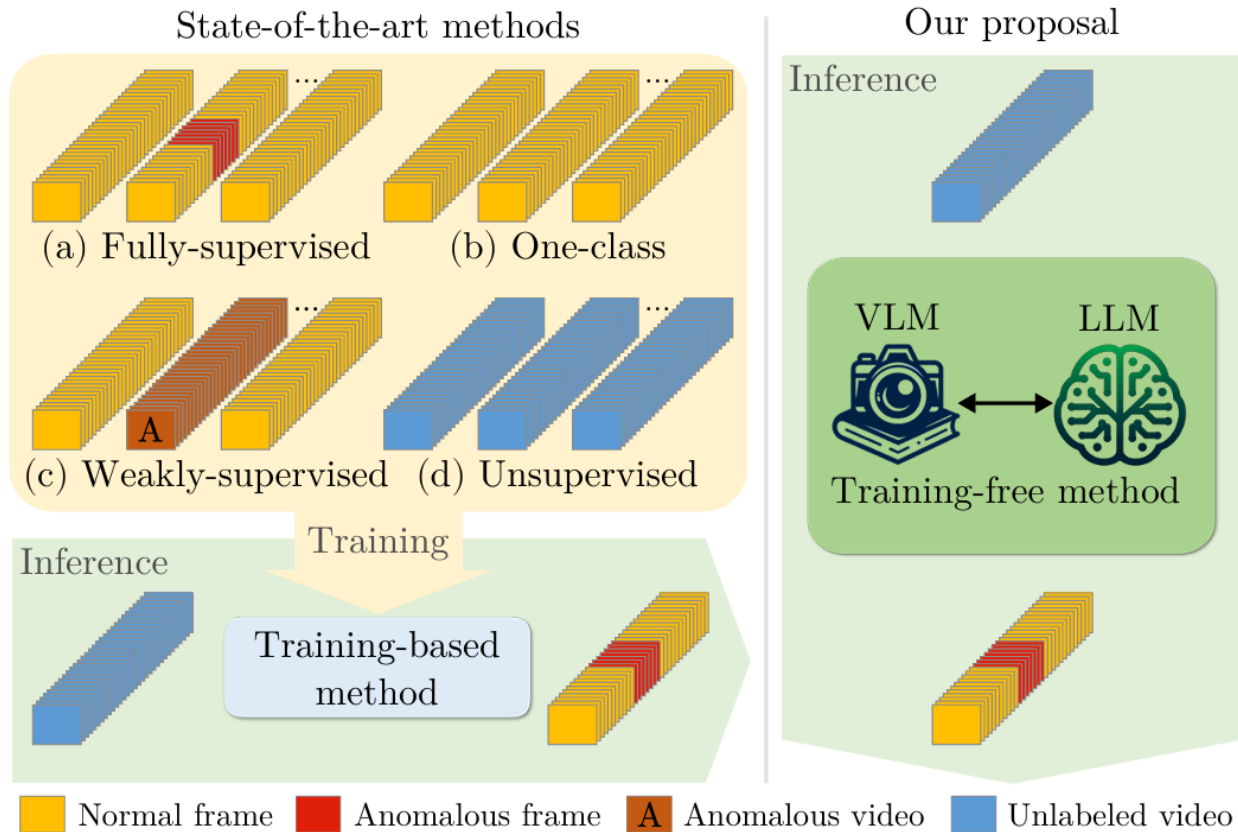 State-of-the-art methods
...
...
(a) Fully-supervised
(b) One-class
...
...
A
(c) Weakly-supervised
(d) Unsupervised
Training
Inference
Training-based
method
Our proposal
Inference
VLM
LLM
Training-free method
Normal frame
Anomalous frame
A
Anomalous video
Unlabeled video